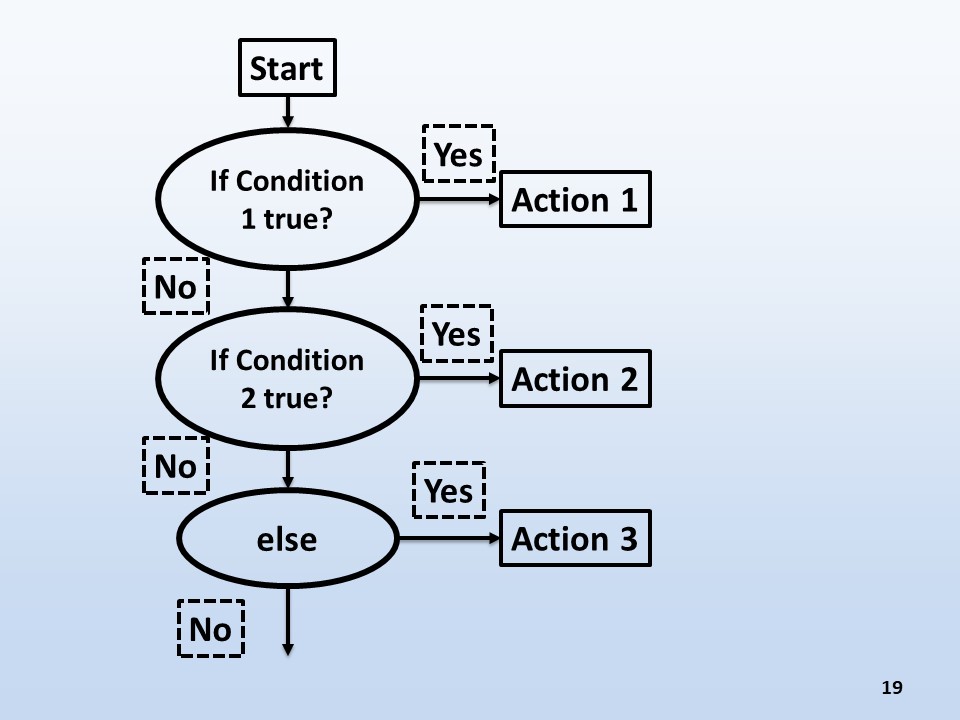 Start
Yes
If Condition
1 true?
Action 1
No
Yes
If Condition
2 true?
Action 2
No
Yes
else
Action 3
No
19